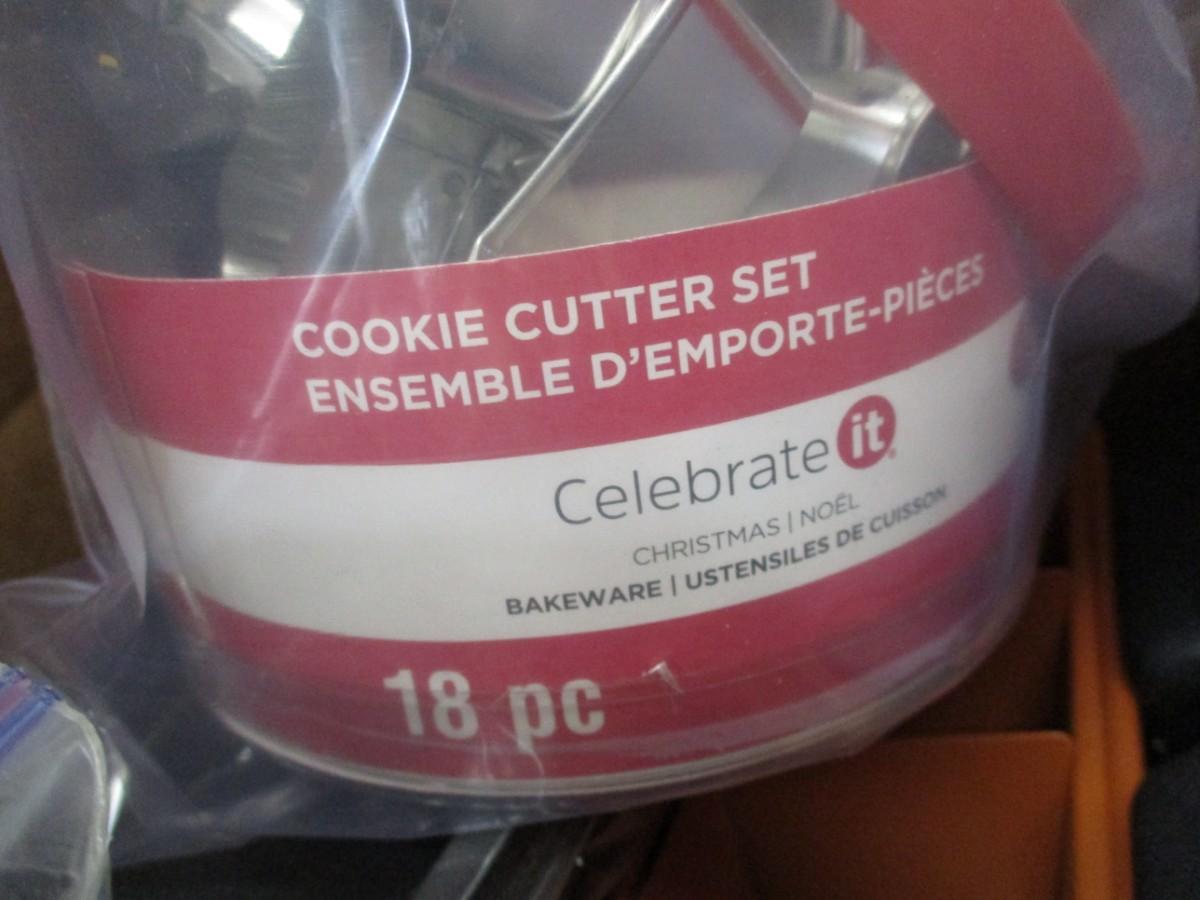 COOKIE CUTTER SET
ENSEMBLE D'EMPORTE-PIÈCES
Celebrate it®
CHRISTMAS | NOËL
BAKEWARE | USTENSILES DE CUISSON
18 pc